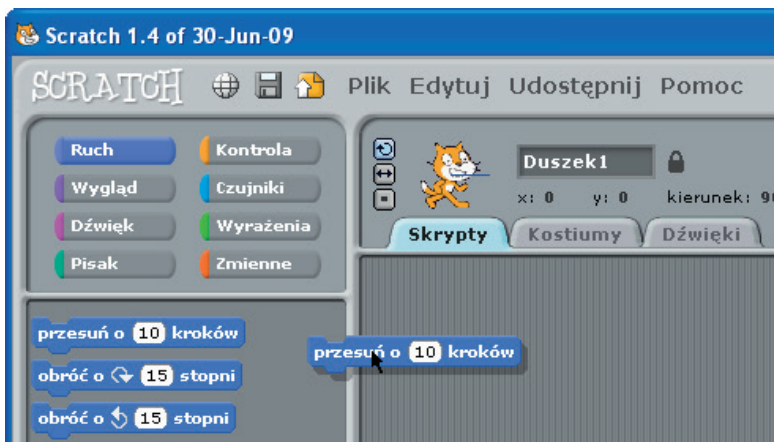 Scratch 1.4 of 30-Jun-09
SCRATCH Plik Edytuj Udostępnij Pomoc
Ruch Kontrola
Wygląd Czujniki
Dźwięk Wyrażenia
Pisak Zmienne
Duszek1
x: 0 y: 0 kierunek: 90
Skrypty Kostiumy Dźwięki
przesuń o 10 kroków
obróć o 15 stopni
obróć o 15 stopni
przesuń o 10 kroków